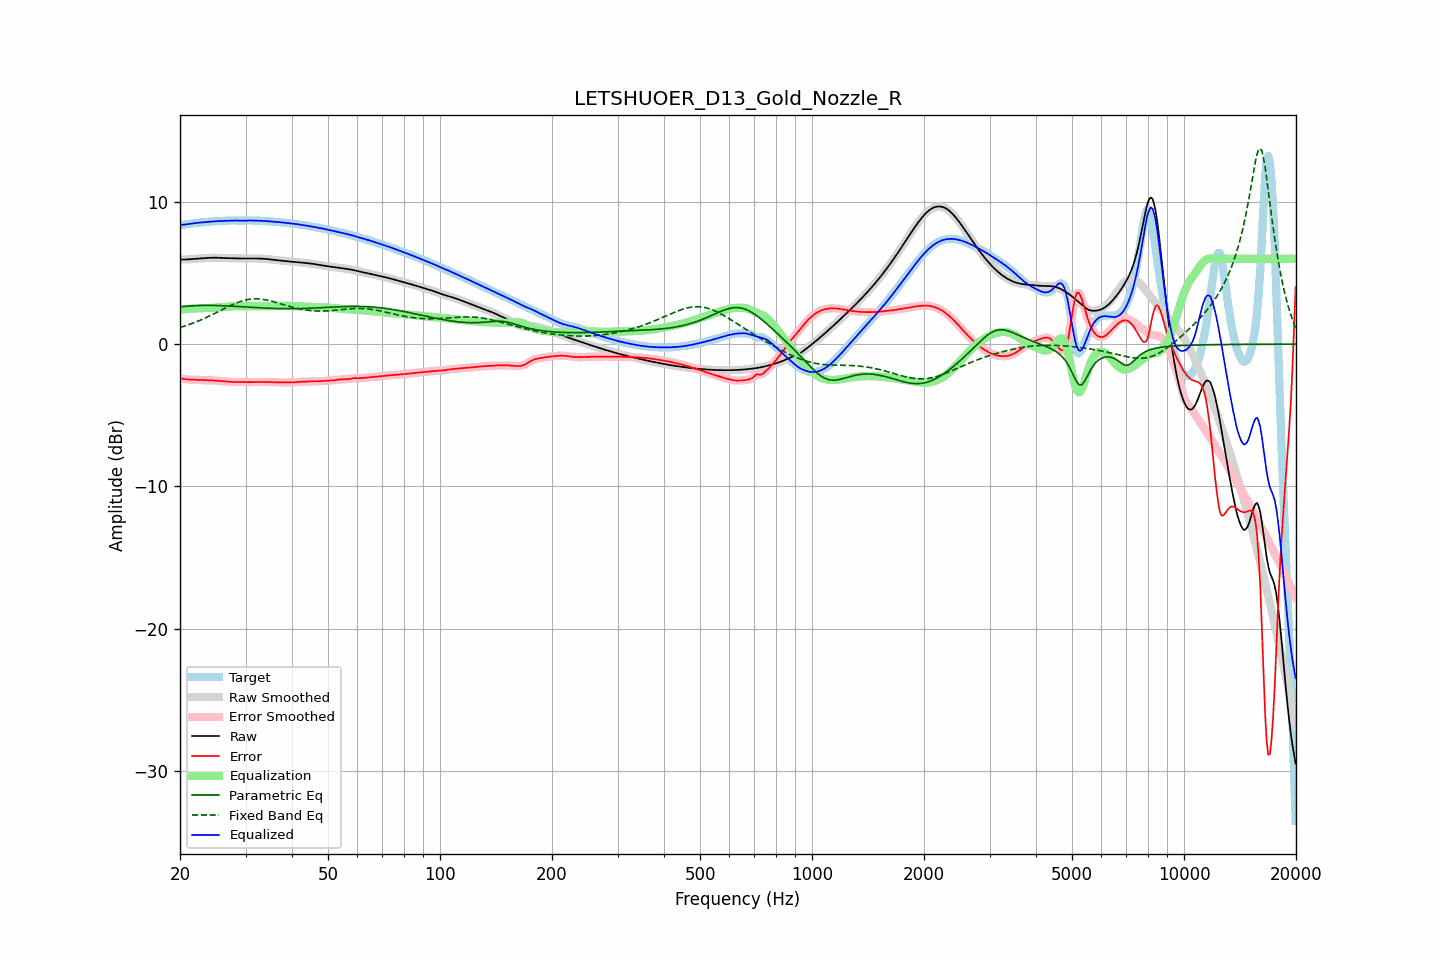 LETSHUOER_D13_Gold_Nozzle_R
Amplitude (dBr)
10
0
−10
−20
−30
Target
Raw Smoothed
Error Smoothed
Raw
Error
Equalization
Parametric Eq
Fixed Band Eq
Equalized
20 50 100 200 500 1000 2000 5000 10000 20000
Frequency (Hz)